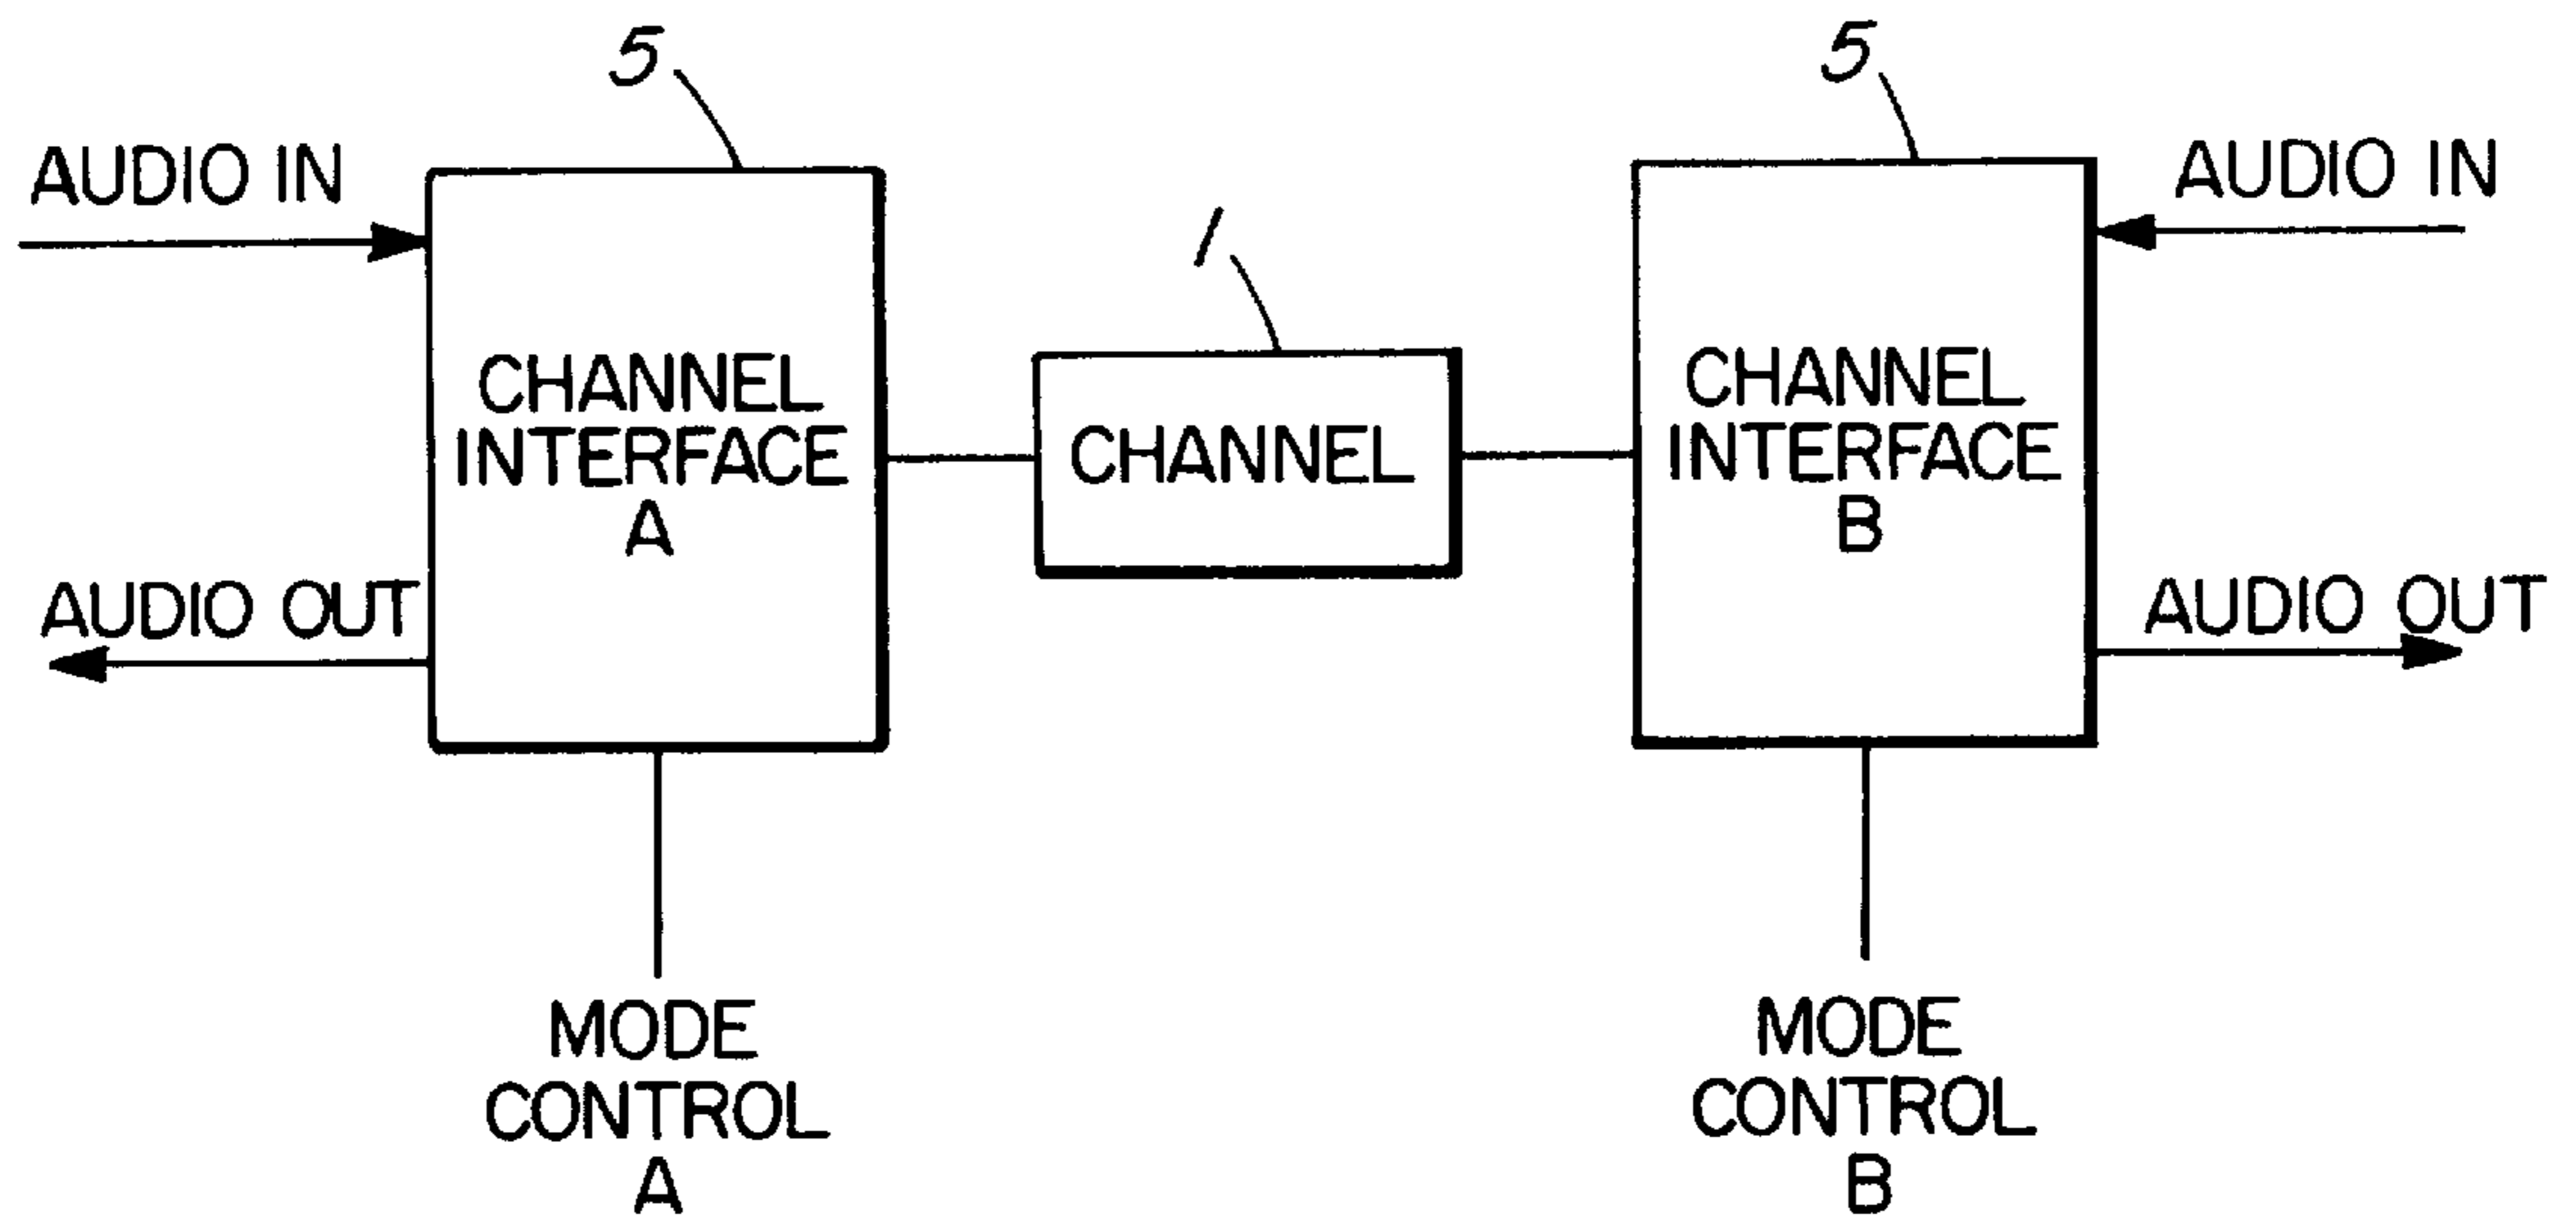 5
5
AUDIO IN
AUDIO IN
1
CHANNEL
INTERFACE
A
CHANNEL
CHANNEL
INTERFACE
B
AUDIO OUT
AUDIO OUT
MODE
CONTROL
A
MODE
CONTROL
B